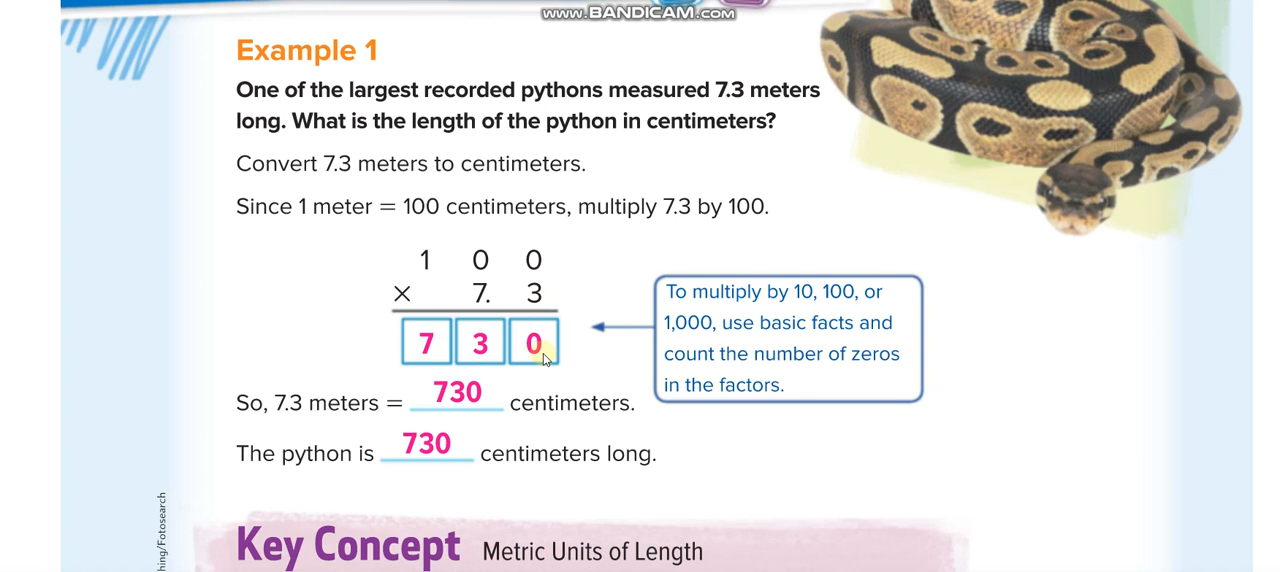 www.BANDICAM.com
Example 1
One of the largest recorded pythons measured 7.3 meters
long. What is the length of the python in centimeters?
Convert 7.3 meters to centimeters.
Since 1 meter = 100 centimeters, multiply 7.3 by 100.
1 0 0
× 7. 3
7 3 0
To multiply by 10, 100, or
1,000, use basic facts and
count the number of zeros
in the factors.
So, 7.3 meters = 730 centimeters.
The python is 730 centimeters long.
hing/Fotosearch
Key Concept Metric Units of Length